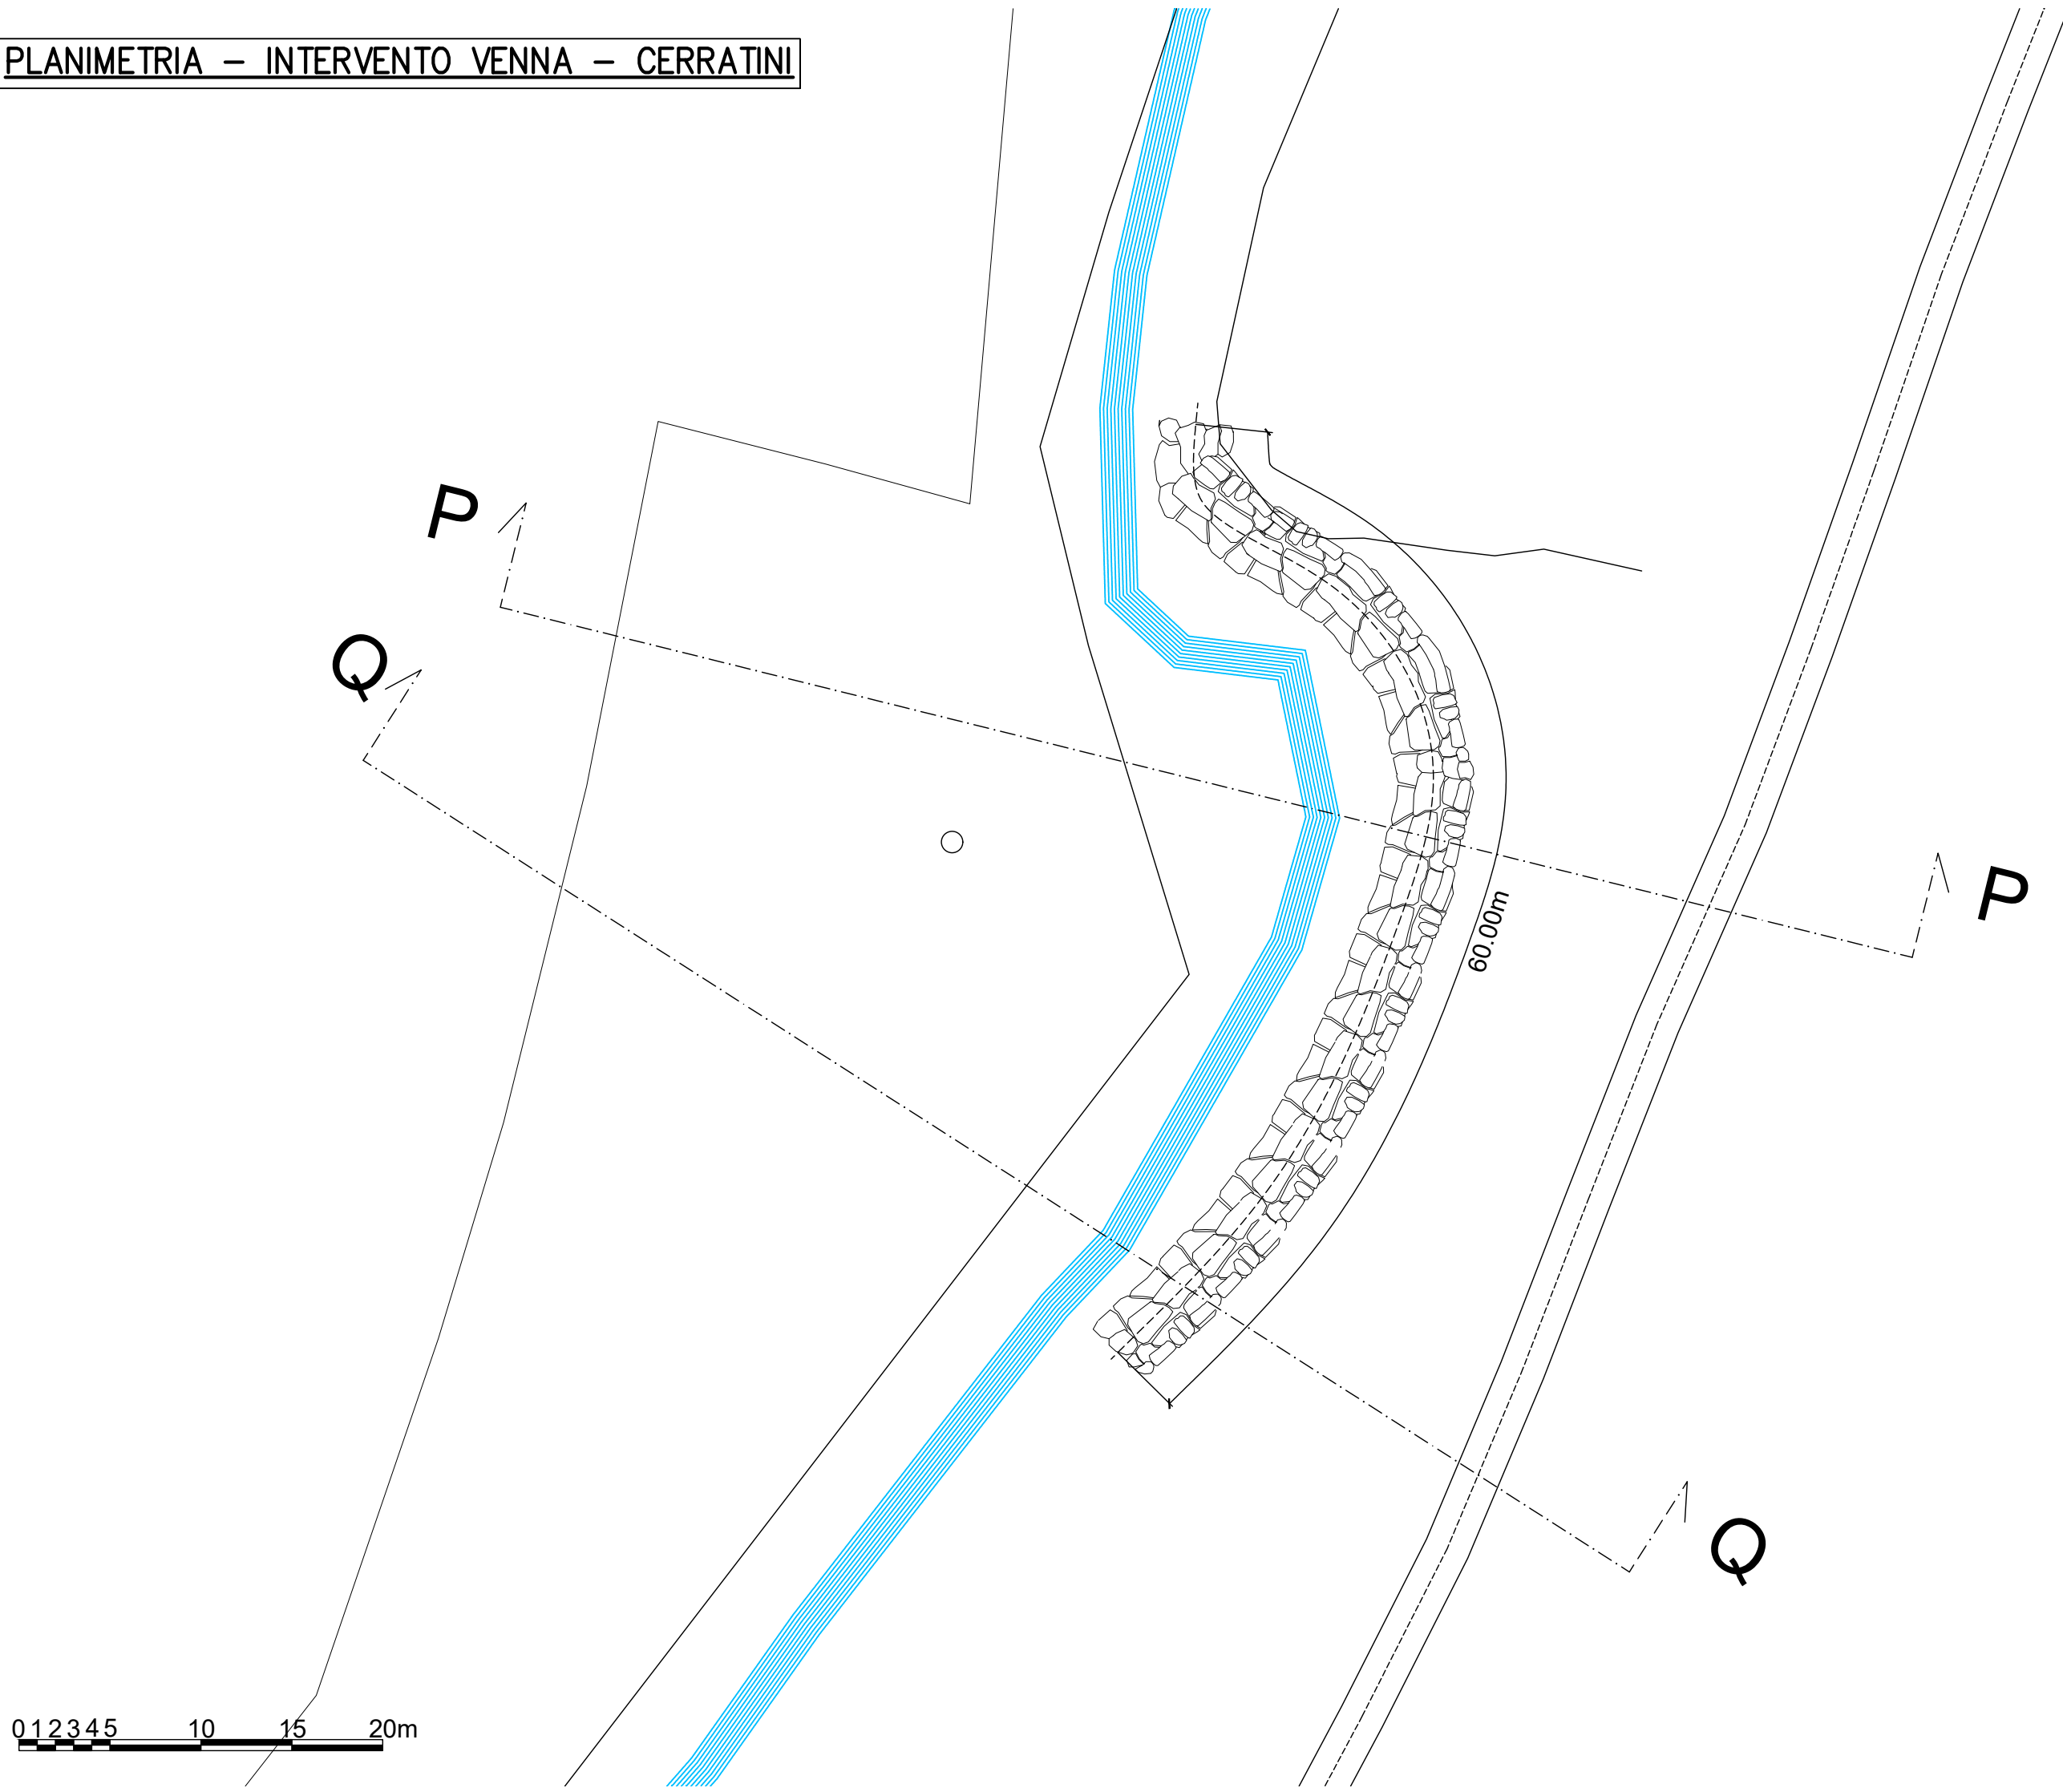 PLANIMETRIA - INTERVENTO VENNA - CERRATINI
P
Q
P
60.00m
Q
0 1 2 3 4 5 10 15 20m